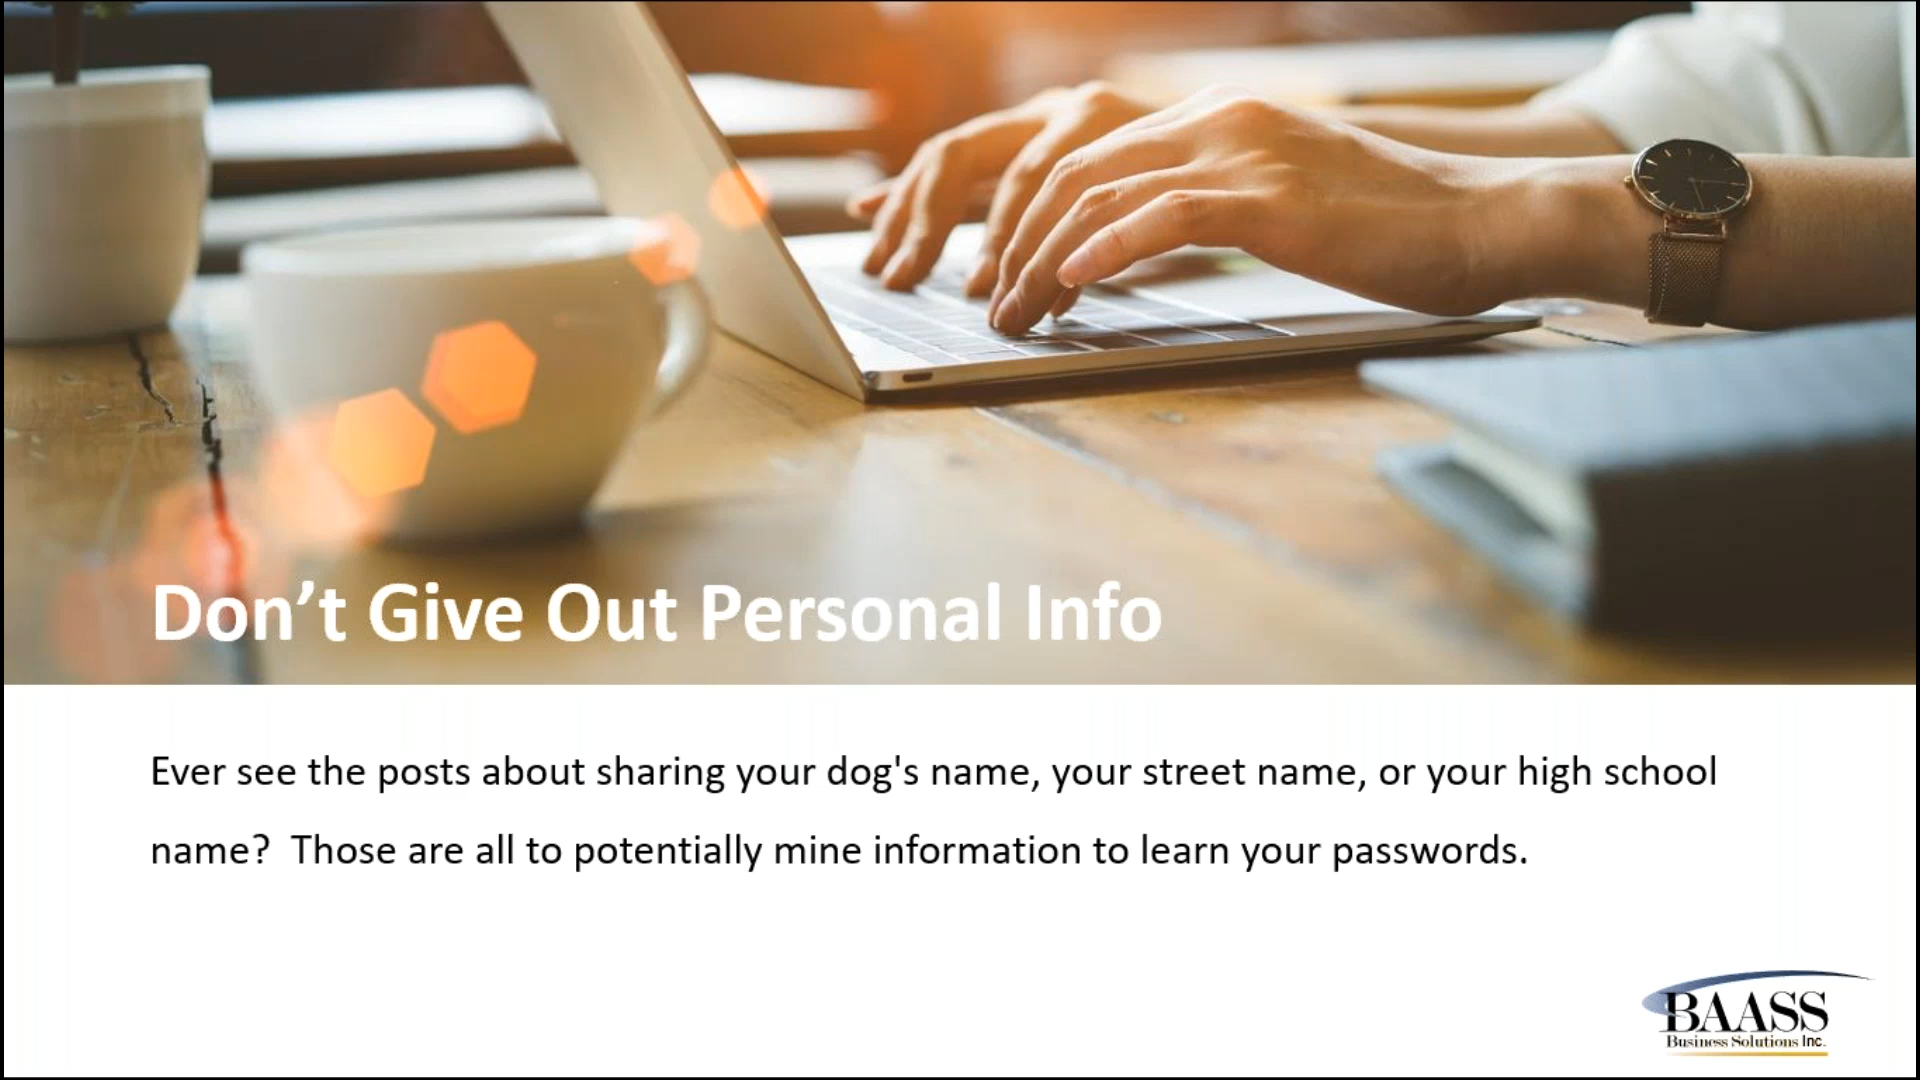 Don’t Give Out Personal Info
Ever see the posts about sharing your dog's name, your street name, or your high school
name?  Those are all to potentially mine information to learn your passwords.
BAASS
Business Solutions Inc.